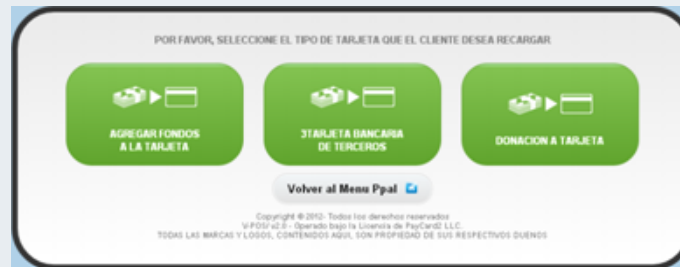 POR FAVOR, SELECCIONE EL TIPO DE TARJETA QUE EL CLIENTE DESEA RECARGAR
AGREGAR FONDOS
A LA TARJETA
3TARJETA BANCARIA
DE TERCEROS
DONACION A TARJETA
Volver al Menu Ppal
Copyright © 2012- Todos los derechos reservados
V-POS/ v2.0 - Operado bajo la Licencia de PayCard2 LLC.
TODAS LAS MARCAS Y LOGOS, CONTENIDOS AQUI, SON PROPIEDAD DE SUS RESPECTIVOS DUENOS